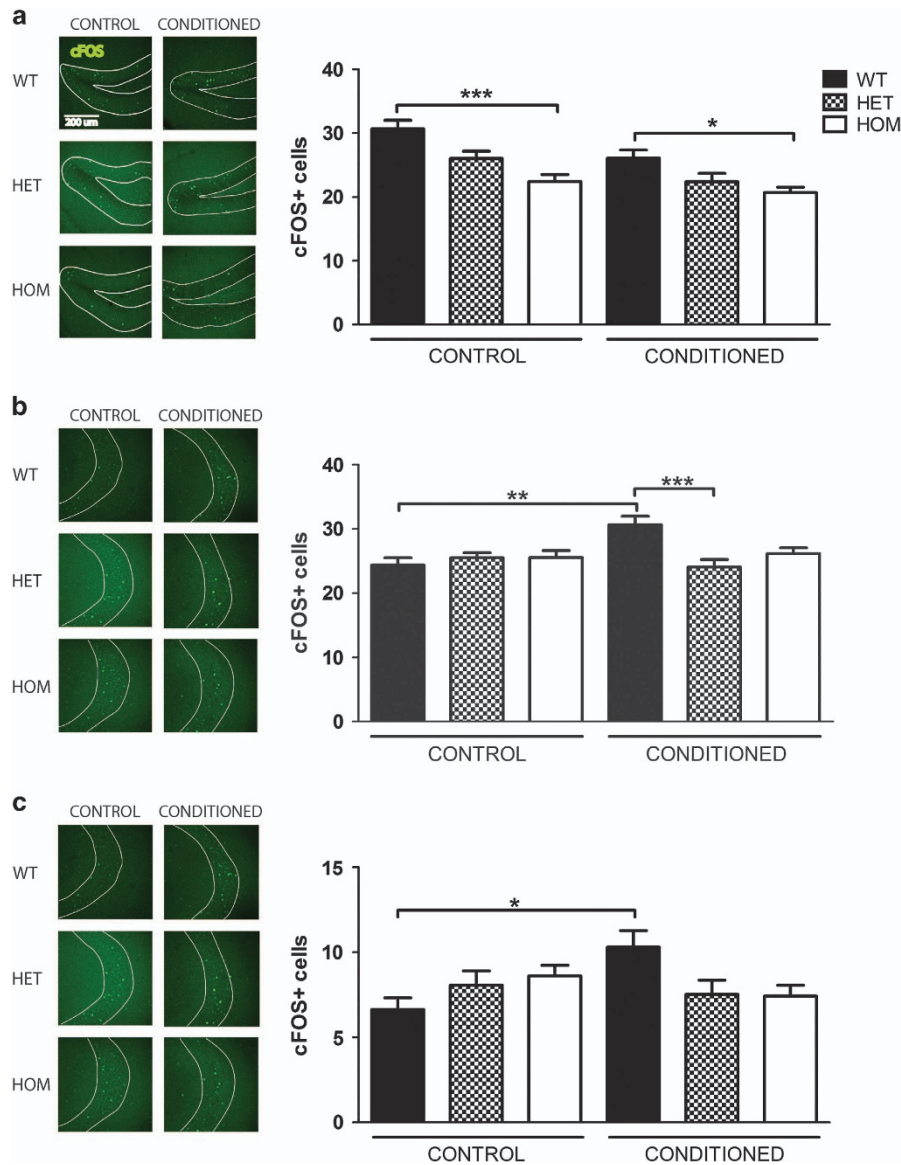 a
CONTROL CONDITIONED
WT
cFOS
200 um
HET
HOM
cFOS+ cells
40
30
20
10
0
***
*
WT
HET
HOM
CONTROL CONDITIONED
b
CONTROL CONDITIONED
WT
HET
HOM
cFOS+ cells
40
30
20
10
0
**
***
CONTROL CONDITIONED
c
CONTROL CONDITIONED
WT
HET
HOM
cFOS+ cells
15
10
5
0
*
CONTROL CONDITIONED